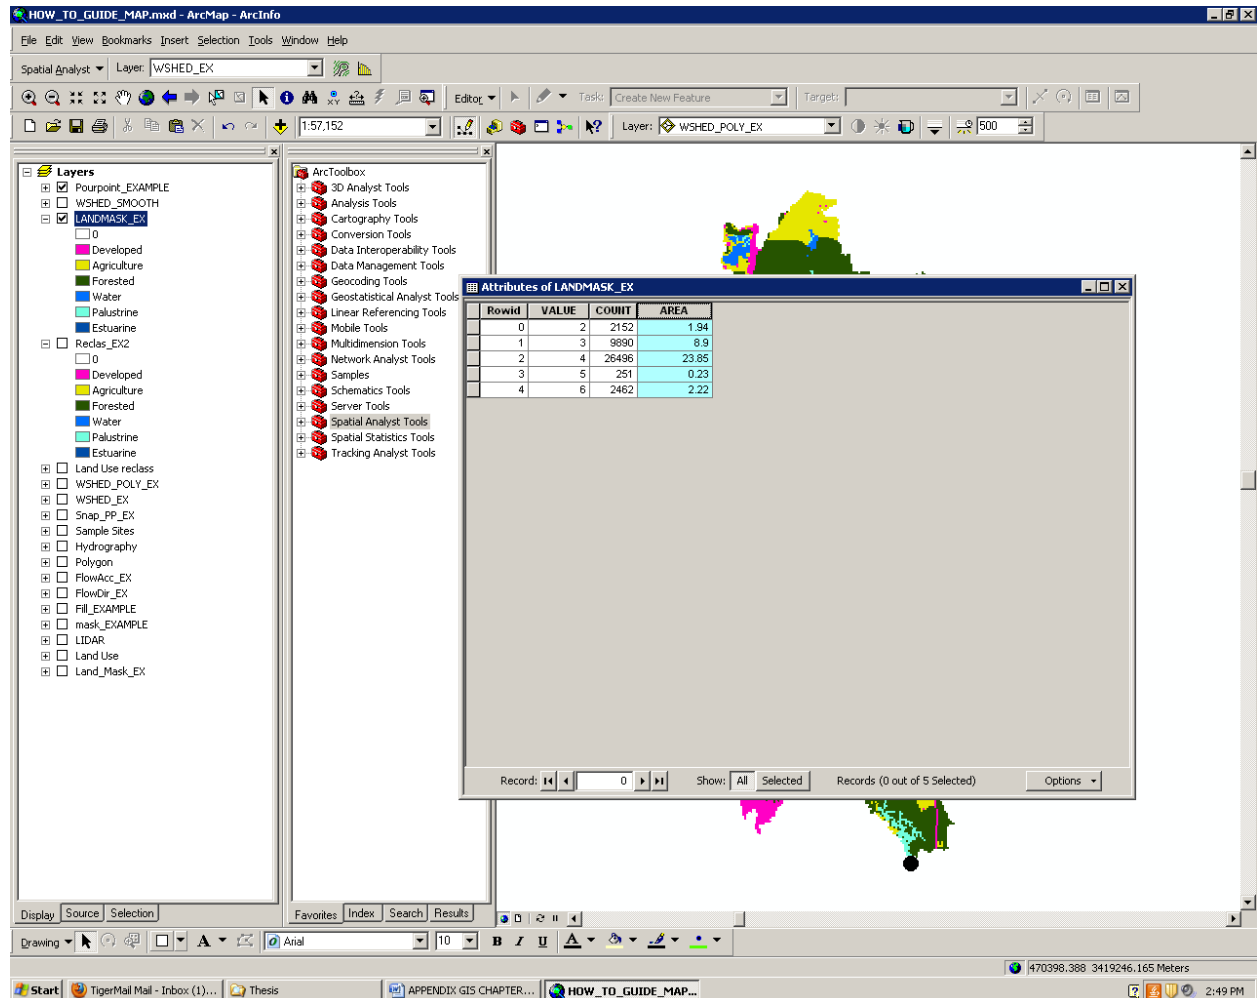 HOW_TO_GUIDE_MAP.mxd - ArcMap - ArcInfo
File Edit View Bookmarks Insert Selection Tools Window Help
Spatial Analyst Layer: WSHED_EX
Editor Task: Create New Feature Target:
1:57,152 Layer: WSHED_POLY_EX 500
Layers
Pourpoint_EXAMPLE
WSHED_SMOOTH
LANDMASK_EX
0
Developed
Agriculture
Forested
Water
Palustrine
Estuarine
Reclas_EX2
0
Developed
Agriculture
Forested
Water
Palustrine
Estuarine
Land Use reclass
WSHED_POLY_EX
WSHED_EX
Snap_PP_EX
Sample Sites
Hydrography
Polygon
FlowAcc_EX
FlowDir_EX
Fill_EXAMPLE
mask_EXAMPLE
LIDAR
Land Use
Land_Mask_EX
Display Source Selection
ArcToolbox
3D Analyst Tools
Analysis Tools
Cartography Tools
Conversion Tools
Data Interoperability Tools
Data Management Tools
Geocoding Tools
Geostatistical Analyst Tools
Linear Referencing Tools
Mobile Tools
Multidimension Tools
Network Analyst Tools
Samples
Schematics Tools
Server Tools
Spatial Analyst Tools
Spatial Statistics Tools
Tracking Analyst Tools
Favorites Index Search Results
Attributes of LANDMASK_EX
Rowid VALUE COUNT AREA
0 2 2152 1.94
1 3 9890 8.9
2 4 26496 23.85
3 5 251 0.23
4 6 2462 2.22
Record: 0 Show: All Selected Records (0 out of 5 Selected) Options
Drawing A Arial 10 B I U A
470398.388 3419246.165 Meters
Start TigerMail Mail - Inbox (1)... Thesis APPENDIX GIS CHAPTER... HOW_TO_GUIDE_MAP... 2:49 PM